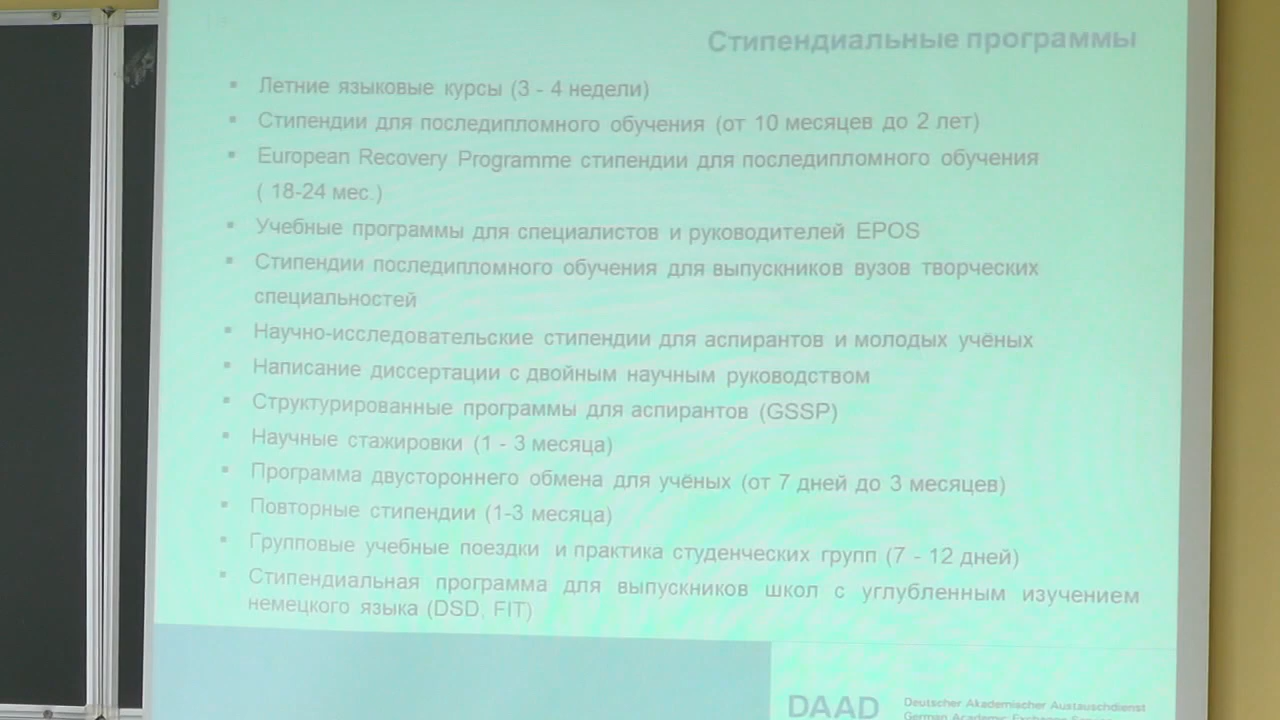 Стипендиальные программы
▪ Летние языковые курсы (3 - 4 недели)
▪ Стипендии для последипломного обучения (от 10 месяцев до 2 лет)
▪ European Recovery Programme стипендии для последипломного обучения
( 18-24 мес.)
▪ Учебные программы для специалистов и руководителей EPOS
▪ Стипендии последипломного обучения для выпускников вузов творческих
специальностей
▪ Научно-исследовательские стипендии для аспирантов и молодых учёных
▪ Написание диссертации с двойным научным руководством
▪ Структурированные программы для аспирантов (GSSP)
▪ Научные стажировки (1 - 3 месяца)
▪ Программа двустороннего обмена для учёных (от 7 дней до 3 месяцев)
▪ Повторные стипендии (1-3 месяца)
▪ Групповые учебные поездки и практика студенческих групп (7 - 12 дней)
▪ Стипендиальная программа для выпускников школ с углубленным изучением
немецкого языка (DSD, FIT)
DAAD
Deutscher Akademischer Austauschdienst
German Academic Exchange